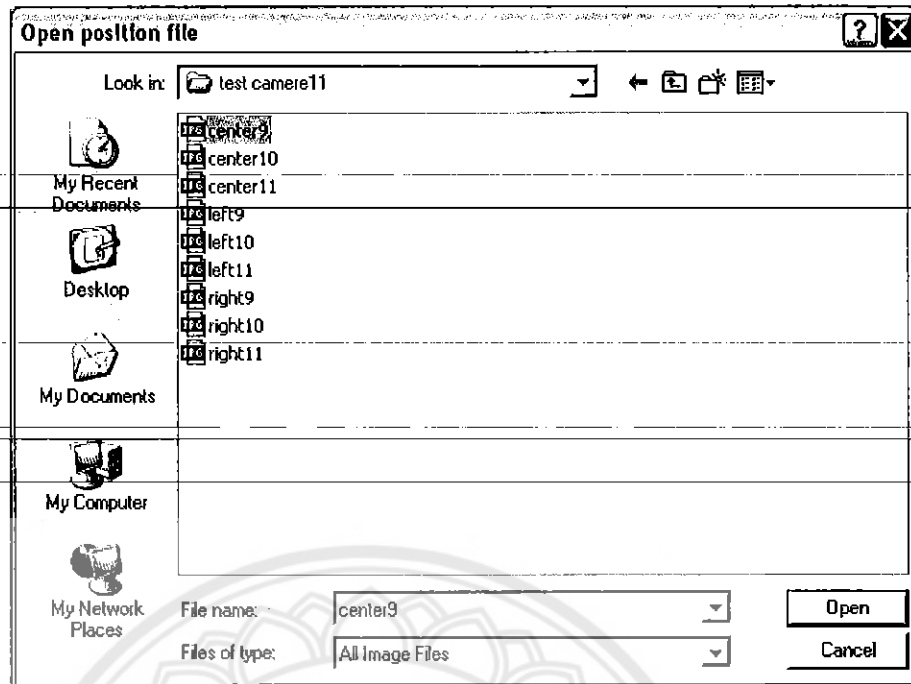 Open position file
Look in: test camere11
My Recent
Documents
Desktop
My Documents
My Computer
My Network
Places
center9
center10
center11
left9
left10
left11
right9
right10
right11
File name: center9
Open
Files of type: All Image Files
Cancel